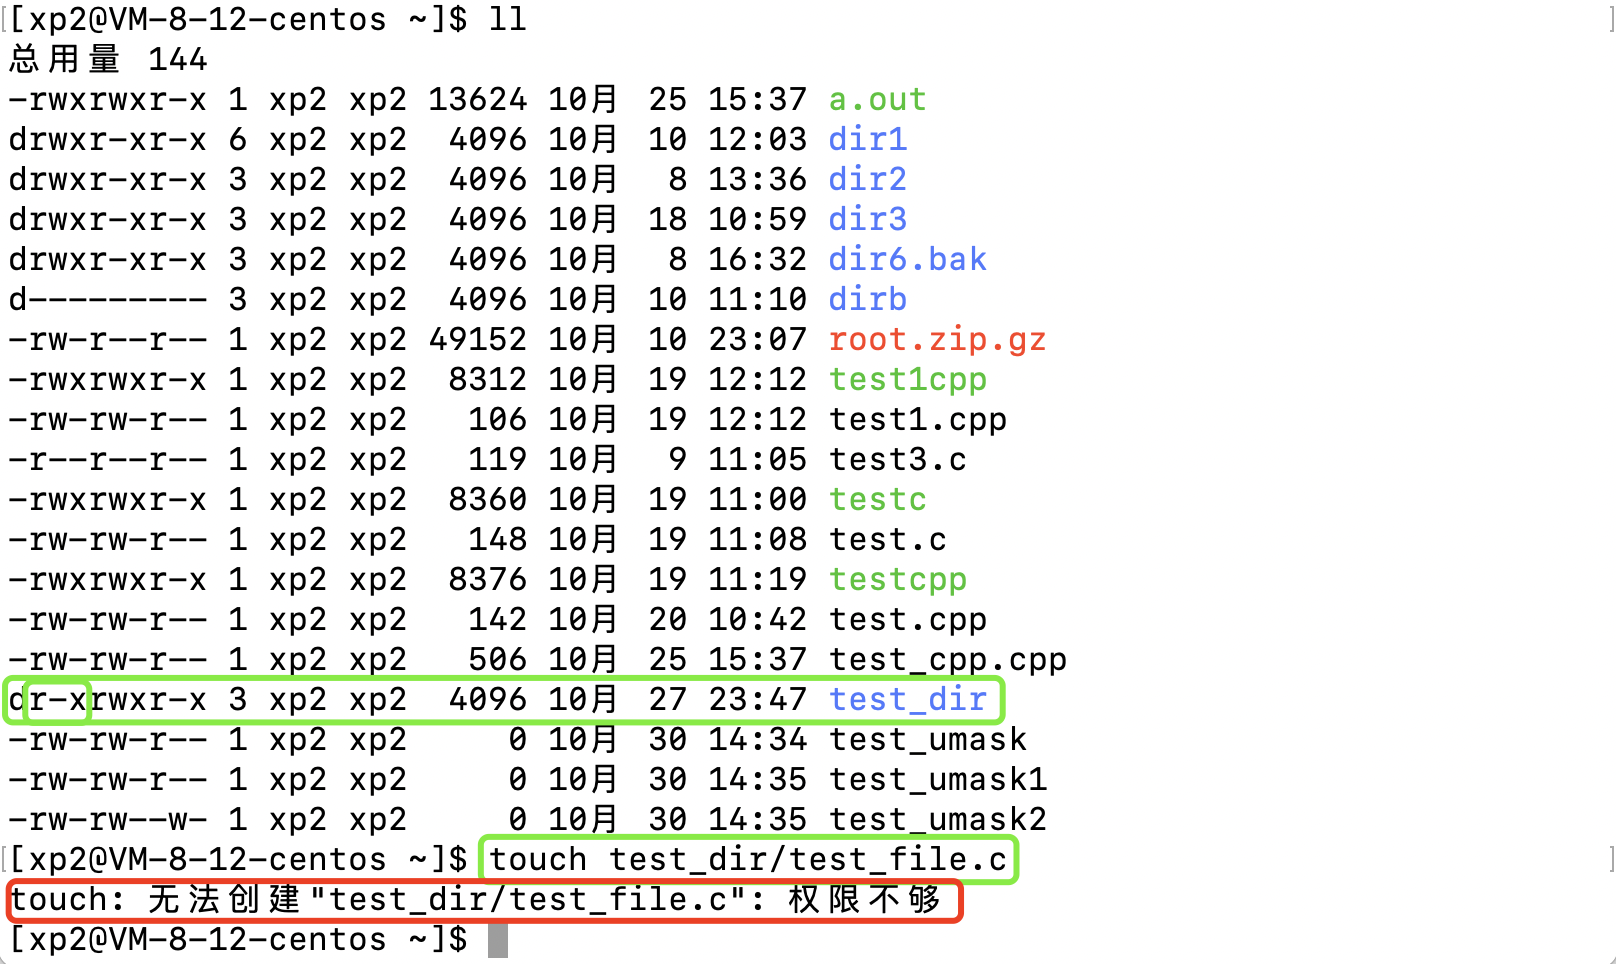 [xp2@VM-8-12-centos ~]$ ll
总用量 144
-rwxrwxr-x 1 xp2 xp2 13624 10月  25 15:37 a.out
drwxr-xr-x 6 xp2 xp2  4096 10月  10 12:03 dir1
drwxr-xr-x 3 xp2 xp2  4096 10月   8 13:36 dir2
drwxr-xr-x 3 xp2 xp2  4096 10月  18 10:59 dir3
drwxr-xr-x 3 xp2 xp2  4096 10月   8 16:32 dir6.bak
d--------- 3 xp2 xp2  4096 10月  10 11:10 dirb
-rw-r--r-- 1 xp2 xp2 49152 10月  10 23:07 root.zip.gz
-rwxrwxr-x 1 xp2 xp2  8312 10月  19 12:12 test1cpp
-rw-rw-r-- 1 xp2 xp2   106 10月  19 12:12 test1.cpp
-r--r--r-- 1 xp2 xp2   119 10月   9 11:05 test3.c
-rwxrwxr-x 1 xp2 xp2  8360 10月  19 11:00 testc
-rw-rw-r-- 1 xp2 xp2   148 10月  19 11:08 test.c
-rwxrwxr-x 1 xp2 xp2  8376 10月  19 11:19 testcpp
-rw-rw-r-- 1 xp2 xp2   142 10月  20 10:42 test.cpp
-rw-rw-r-- 1 xp2 xp2   506 10月  25 15:37 test_cpp.cpp
dr-xrwxr-x 3 xp2 xp2  4096 10月  27 23:47 test_dir
-rw-rw-r-- 1 xp2 xp2     0 10月  30 14:34 test_umask
-rw-rw-r-- 1 xp2 xp2     0 10月  30 14:35 test_umask1
-rw-rw--w- 1 xp2 xp2     0 10月  30 14:35 test_umask2
[xp2@VM-8-12-centos ~]$ touch test_dir/test_file.c
touch: 无法创建"test_dir/test_file.c": 权限不够
[xp2@VM-8-12-centos ~]$